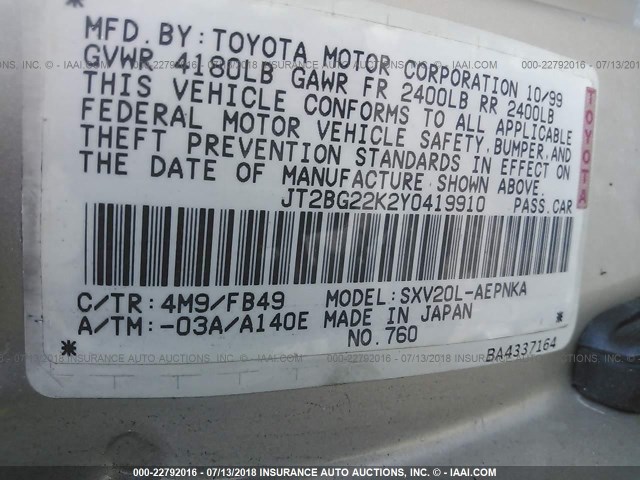 MFD. BY: TOYOTA MOTOR CORPORATION 10/99
GVWR 4180LB GAWR FR 2400LB RR 2400LB
THIS VEHICLE CONFORMS TO ALL APPLICABLE
FEDERAL MOTOR VEHICLE SAFETY, BUMPER, AND
THEFT PREVENTION STANDARDS IN EFFECT ON
THE DATE OF MANUFACTURE SHOWN ABOVE.
JT2BG22K2Y0419910 PASS.CAR
TOYOTA
C/TR: 4M9/FB49 MODEL: SXV20L-AEPNKA
A/TM: -03A/A140E MADE IN JAPAN
NO. 760
BA4337164
000-22792016 - 07/13/2018 INSURANCE AUTO AUCTIONS, INC. - © - IAAI.COM